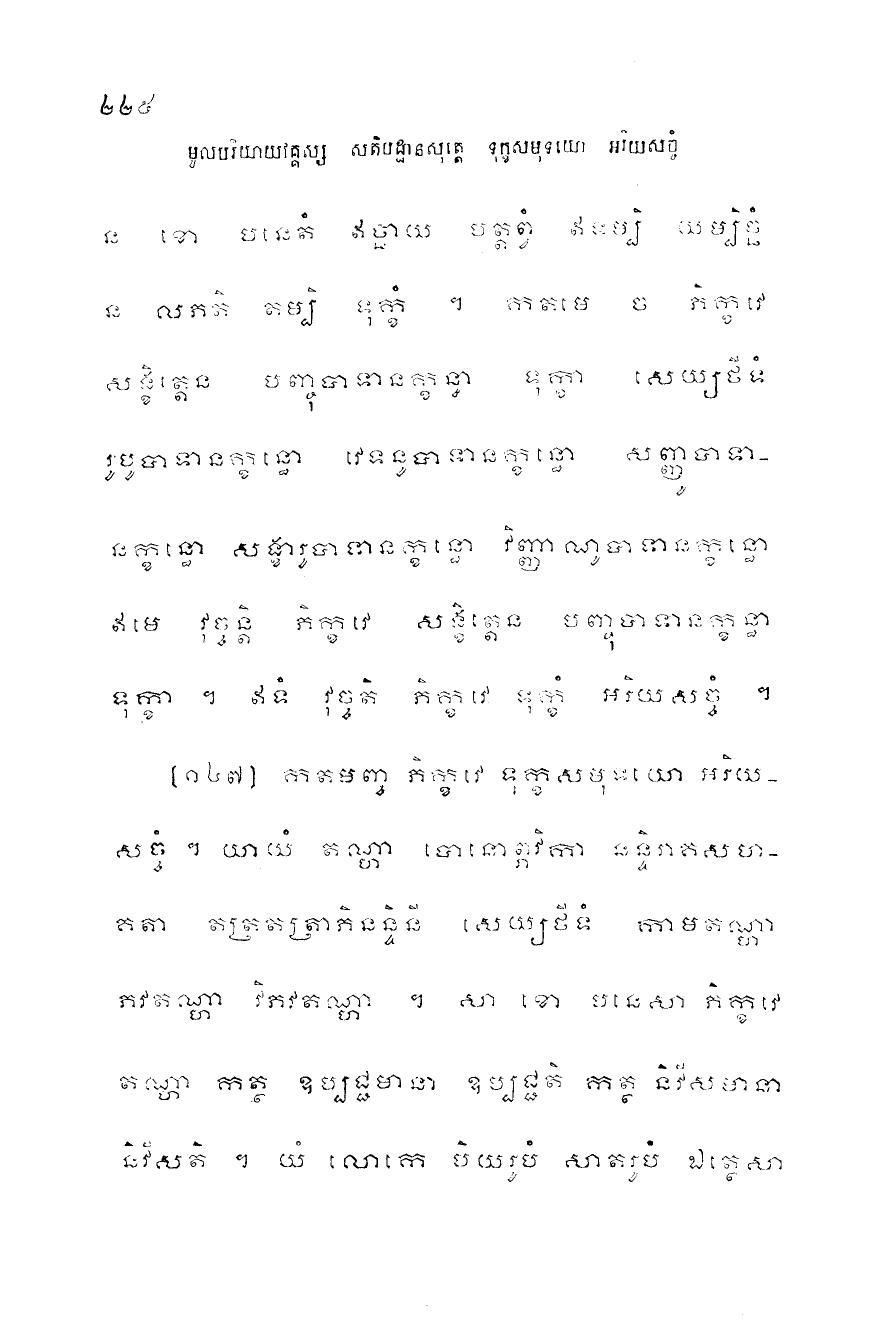 ២២៥
មូលបរិយាយវគ្គស្ស សតិបដ្ឋានសុត្តេ ទុក្ខសមុទយោ អរិយសច្ចំ
ន ខោ បនេតំ ឥច្ឆាយ បត្តព្វំ ឥទម្បិ យម្បិច្ឆំ
ន លភតិ តម្បិ ទុក្ខំ ។ កតមេ ច ភិក្ខវេ
សង្ខិត្តេន បញ្ចុបាទានក្ខន្ធា ទុក្ខា សេយ្យថីទំ
រូបូបាទានក្ខន្ធោ វេទនូបាទានក្ខន្ធោ សញ្ញូបាទា-
នក្ខន្ធោ សង្ខារូបាទានក្ខន្ធោ វិញ្ញាណូបាទានក្ខន្ធោ
ឥមេ វុច្ចន្តិ ភិក្ខវេ សង្ខិត្តេន បញ្ចុបាទានក្ខន្ធា
ទុក្ខា ។ ឥទំ វុច្ចតិ ភិក្ខវេ ទុក្ខំ អរិយសច្ចំ ។
[១៤៧] កតមញ្ច ភិក្ខវេ ទុក្ខសមុទយោ អរិយ-
សច្ចំ ។ យាយំ តណ្ហា បោនោព្ភវិកា នន្ទិរាគសហ-
គតា តត្រតត្រាភិនន្ទិនី សេយ្យថីទំ កាមតណ្ហា
ភវតណ្ហា វិភវតណ្ហា ។ សា ខោ បនេសា ភិក្ខវេ
តណ្ហា កត្ថ ឧប្បជ្ជមានា ឧប្បជ្ជតិ កត្ថ និវីសមានា
និវីសតិ ។ យំ លោកេ បិយរូបំ សាតរូបំ ឯត្ថេសា